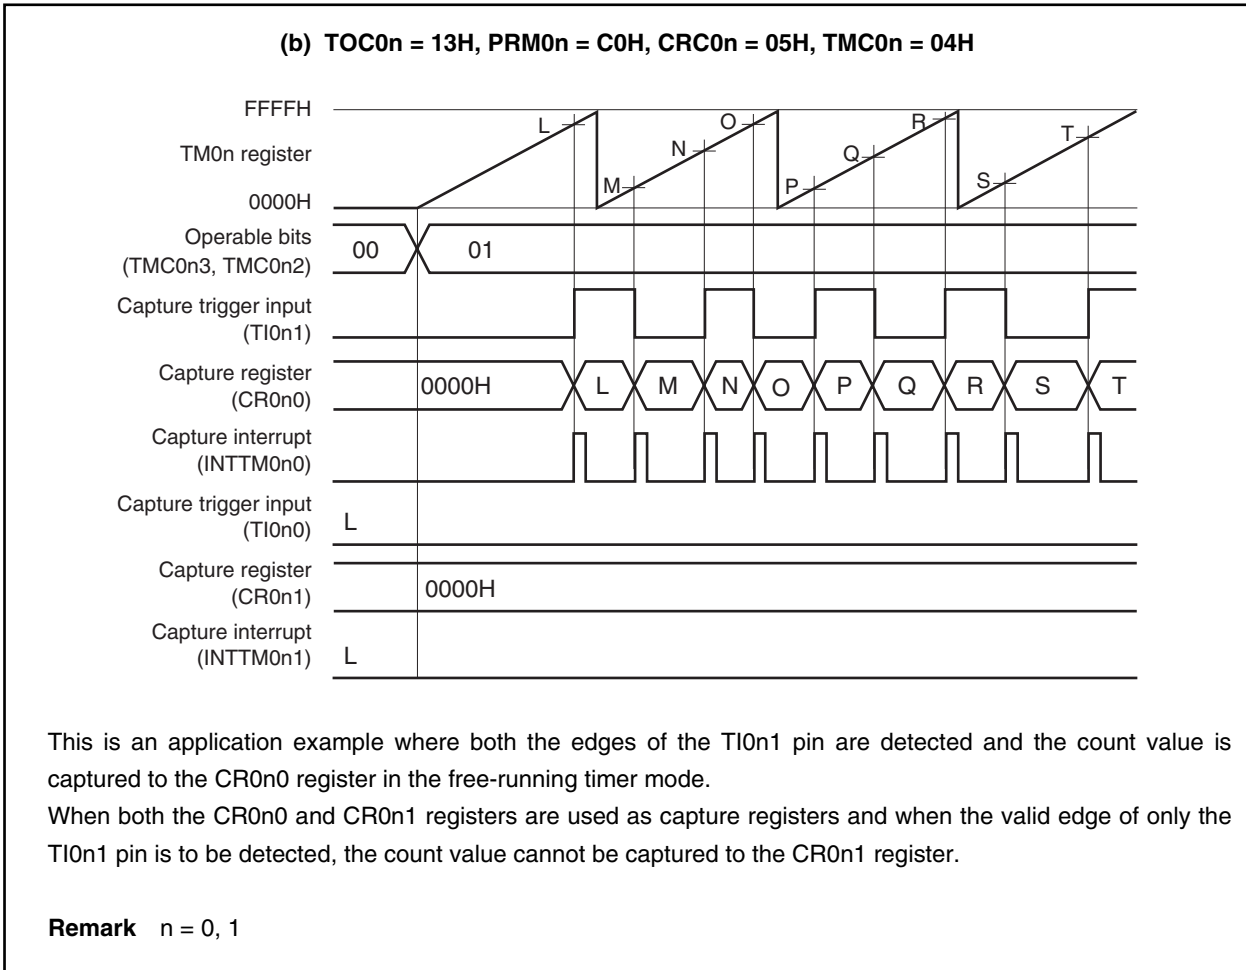 (b) TOC0n = 13H, PRM0n = C0H, CRC0n = 05H, TMC0n = 04H
FFFFH
TM0n register
0000H
L
M
N
O
P
Q
R
S
T
Operable bits
(TMC0n3, TMC0n2)
00
01
Capture trigger input
(TI0n1)
Capture register
(CR0n0)
0000H
L
M
N
O
P
Q
R
S
T
Capture interrupt
(INTTM0n0)
Capture trigger input
(TI0n0)
L
Capture register
(CR0n1)
0000H
Capture interrupt
(INTTM0n1)
L
This is an application example where both the edges of the TI0n1 pin are detected and the count value is
captured to the CR0n0 register in the free-running timer mode.
When both the CR0n0 and CR0n1 registers are used as capture registers and when the valid edge of only the
TI0n1 pin is to be detected, the count value cannot be captured to the CR0n1 register.
Remark n = 0, 1